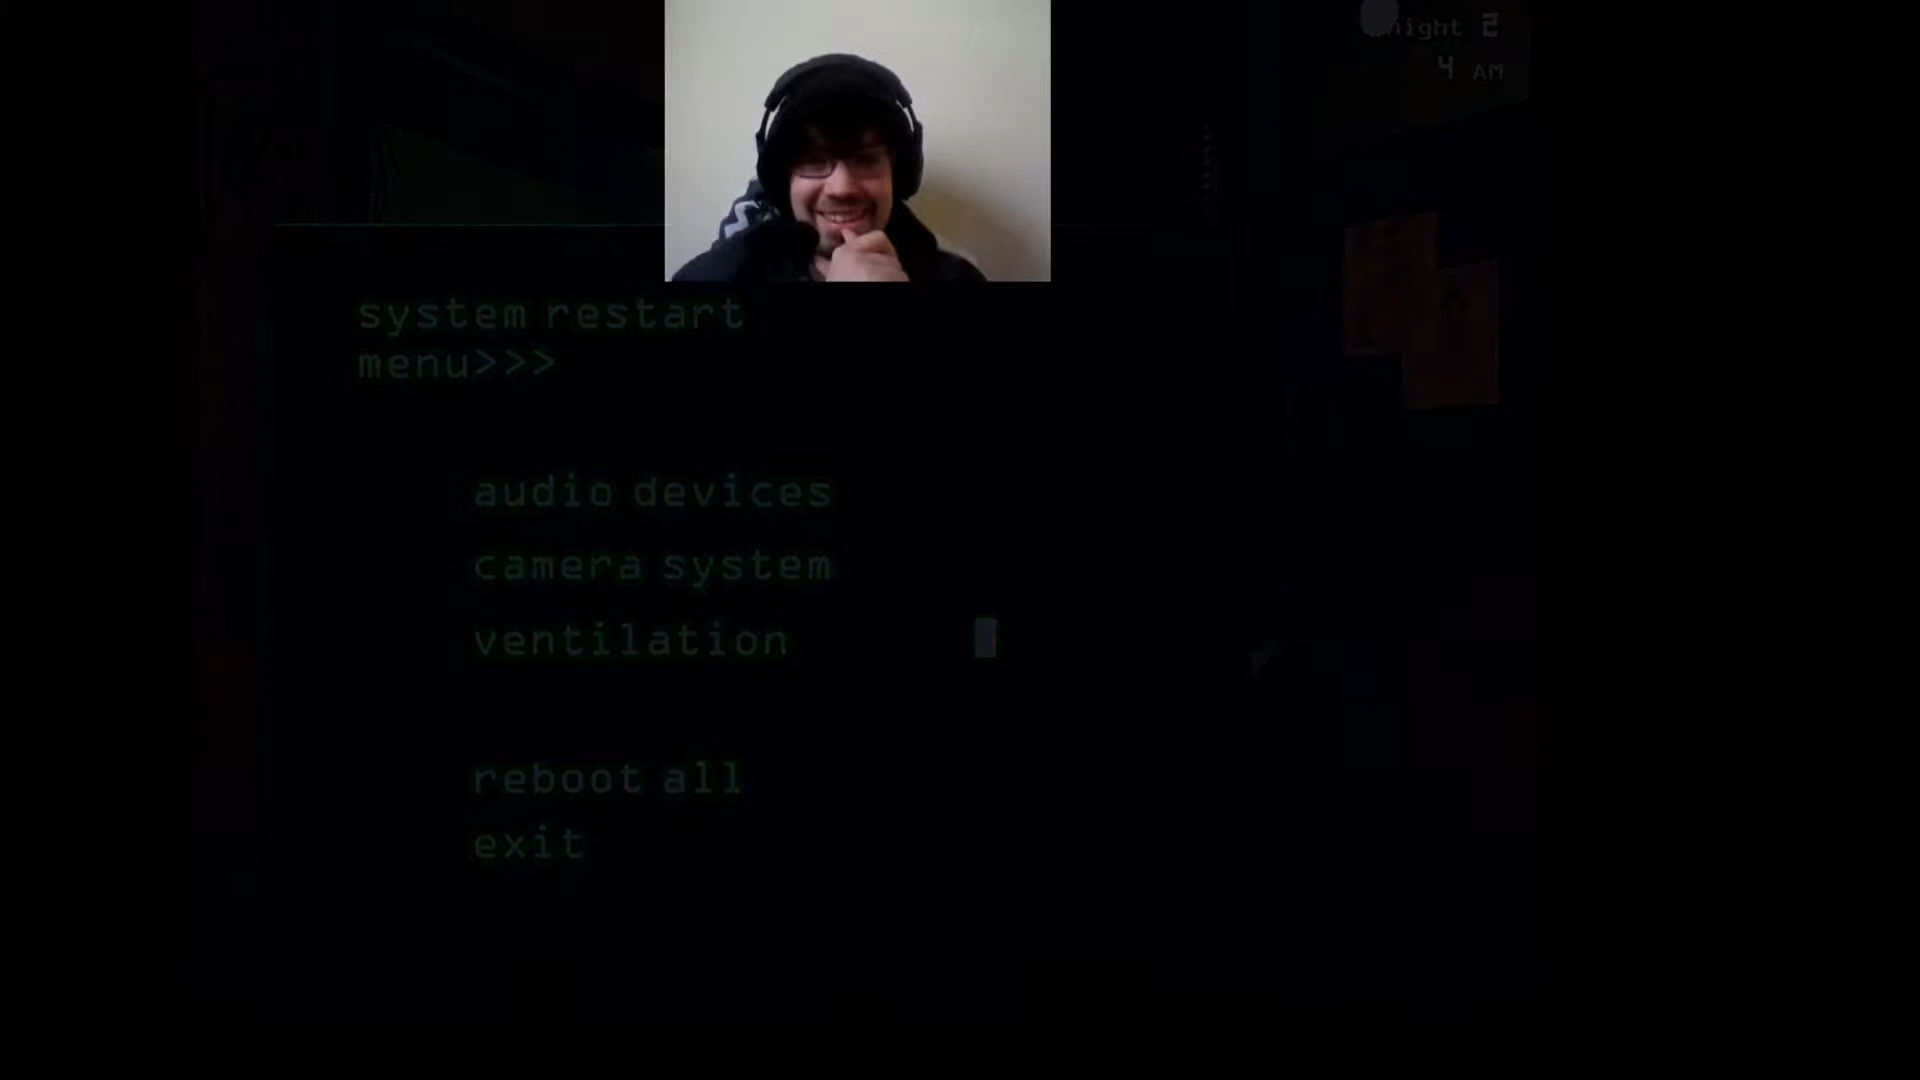 night 2
4 AM
system restart
menu>>>
audio devices
camera system
ventilation
reboot all
exit